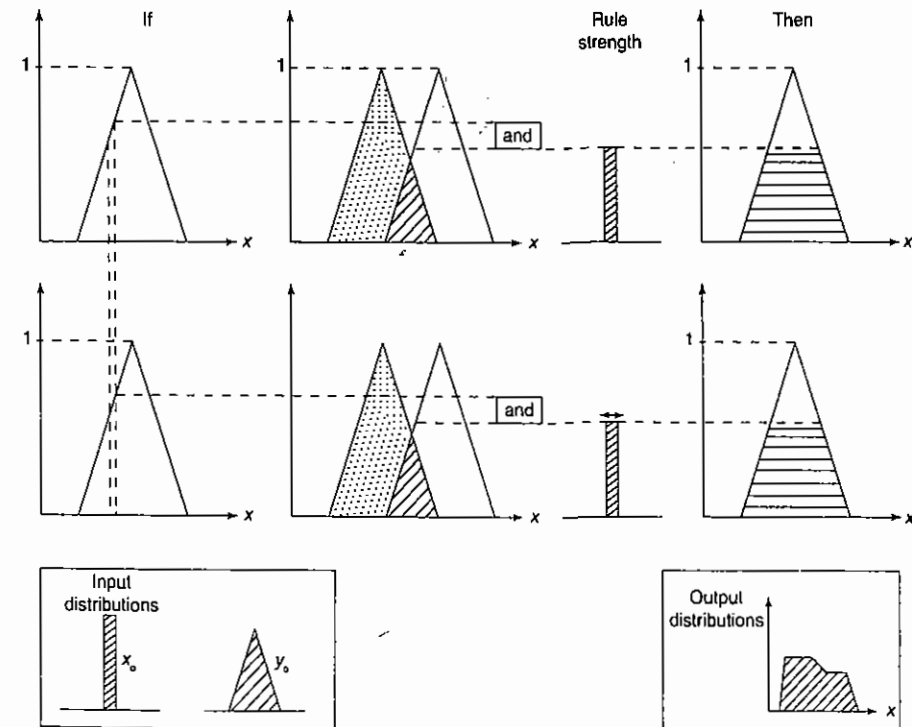 If
Rule
strength
Then
1
1
1
and
x
x
x
1
t
and
x
x
x
Input
distributions
x₀
y₀
Output
distributions
x